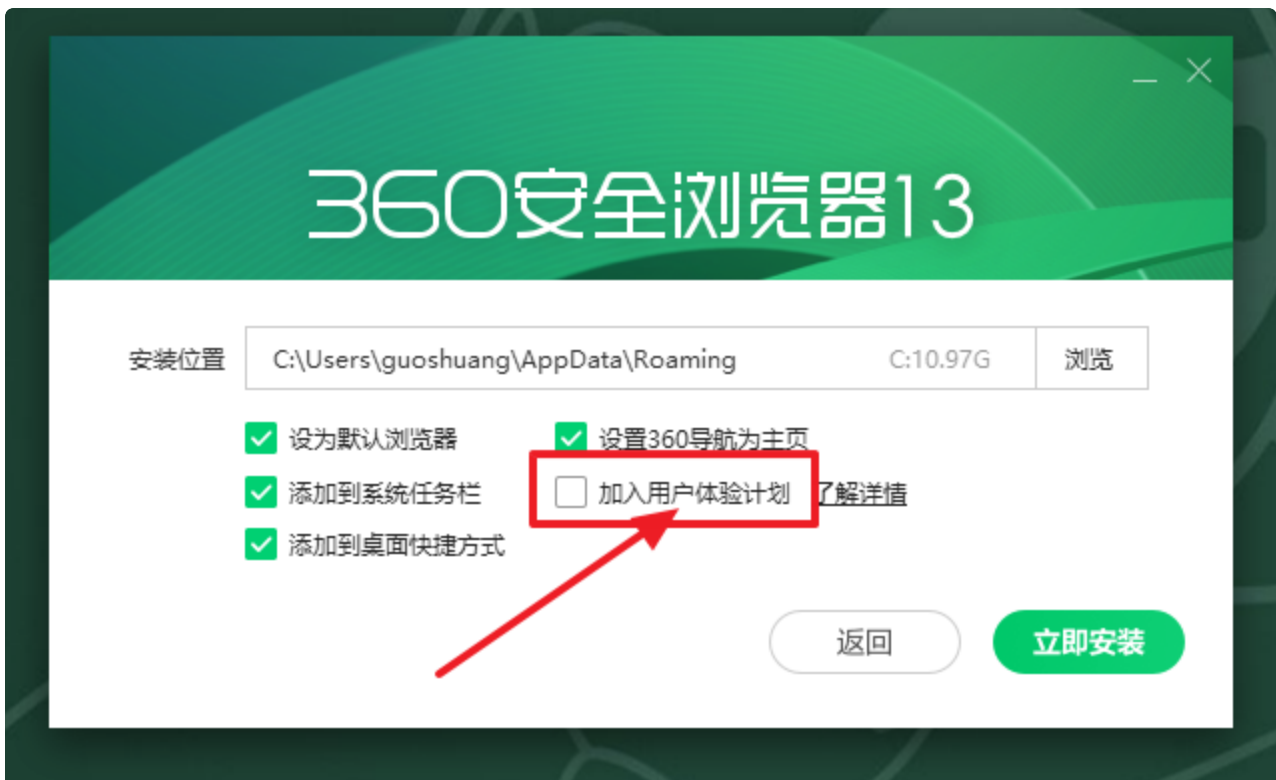 360安全浏览器13
安装位置 C:\Users\guoshuang\AppData\Roaming C:10.97G 浏览
设为默认浏览器 设置360导航为主页
添加到系统任务栏 加入用户体验计划 了解详情
添加到桌面快捷方式
返回 立即安装